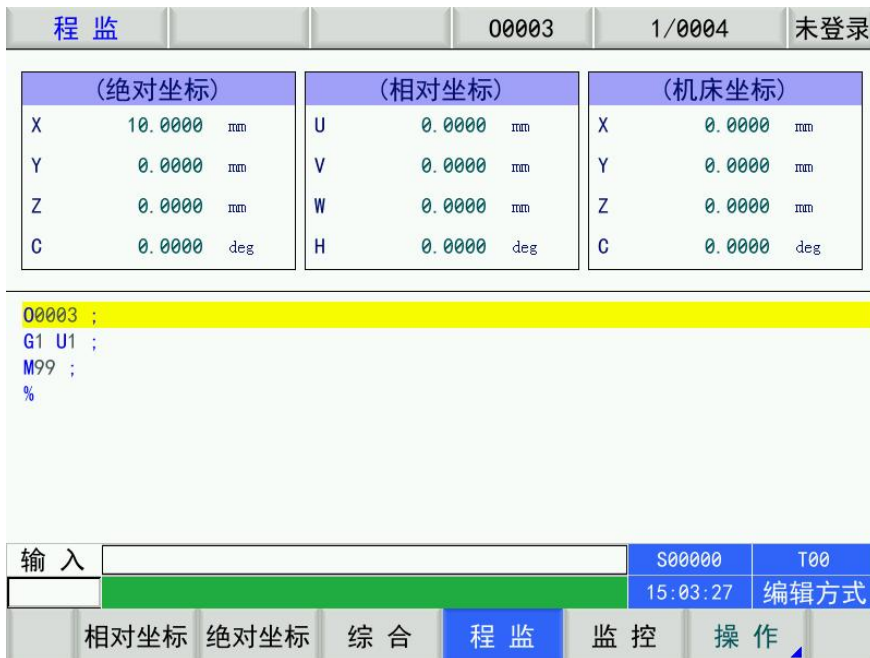 程 监 O0003 1/0004 未登录
(绝对坐标) (相对坐标) (机床坐标)
X 10.0000 mm U 0.0000 mm X 0.0000 mm
Y 0.0000 mm V 0.0000 mm Y 0.0000 mm
Z 0.0000 mm W 0.0000 mm Z 0.0000 mm
C 0.0000 deg H 0.0000 deg C 0.0000 deg
O0003 ;
G1 U1 ;
M99 ;
%
输 入 S00000 T00
15:03:27 编辑方式
相对坐标 绝对坐标 综 合 程 监 监 控 操 作